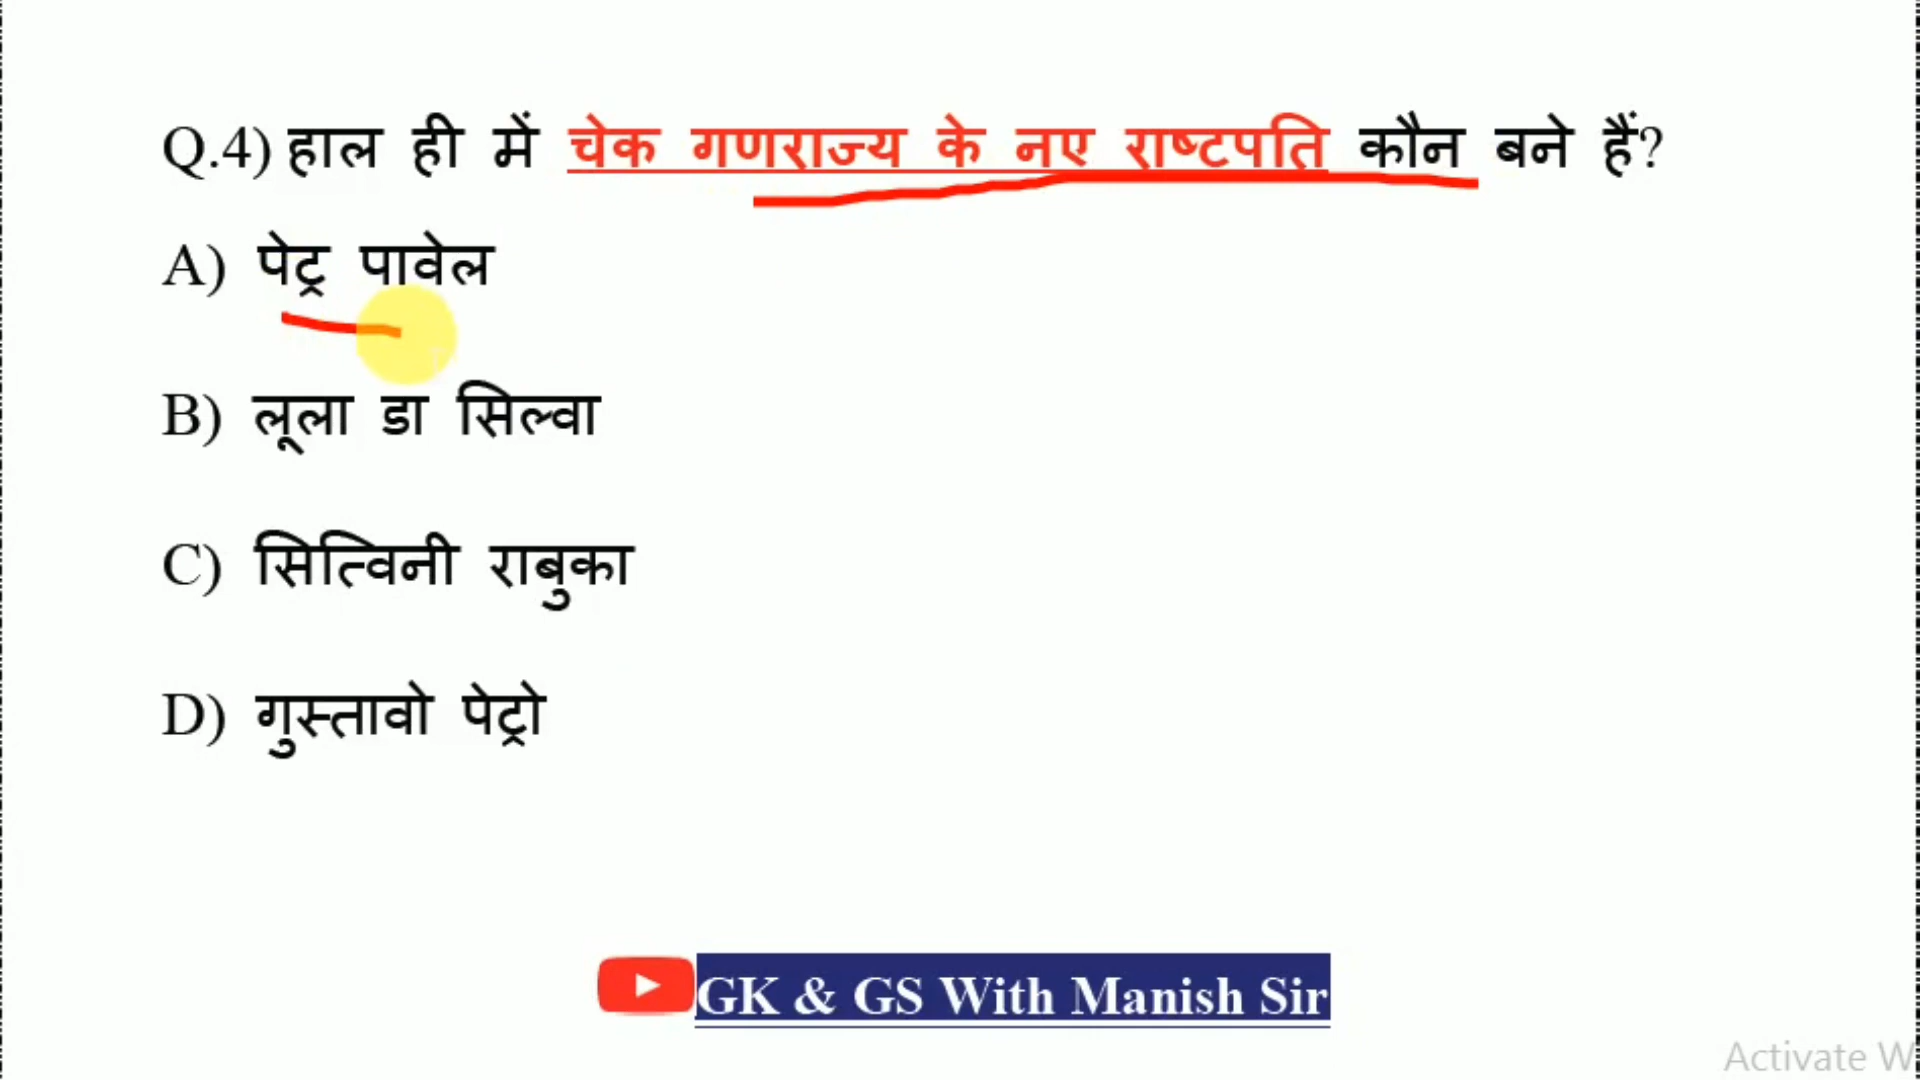 Q.4) हाल ही में चेक गणराज्य के नए राष्टपति कौन बने हैं?
A) पेट्र पावेल
B) लूला डा सिल्वा
C) सित्विनी राबुका
D) गुस्तावो पेट्रो
GK & GS With Manish Sir
Activate W